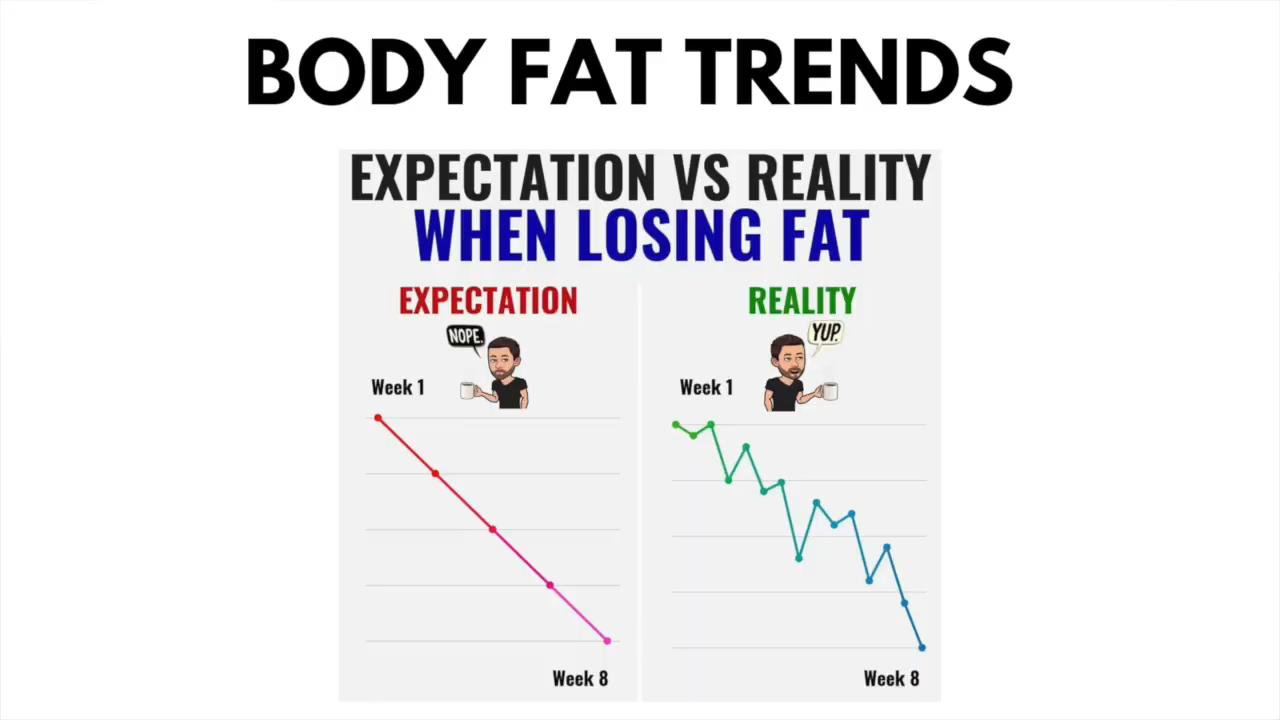 BODY FAT TRENDS
EXPECTATION VS REALITY
WHEN LOSING FAT
EXPECTATION
NOPE.
Week 1
Week 8
REALITY
YUP.
Week 1
Week 8